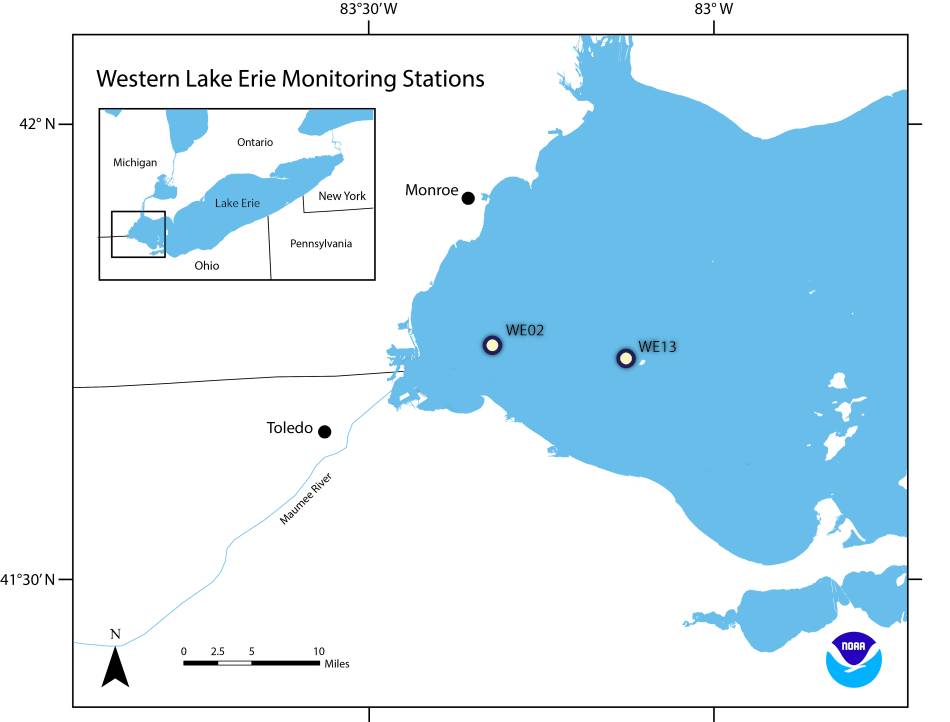 83°30'W
83° W
Western Lake Erie Monitoring Stations
42° N
Ontario
Michigan
Monroe
New York
Lake Erie
Pennsylvania
Ohio
WE02
WE13
Toledo
Maumee River
41°30' N
N
0 2.5 5 10
Miles
NOAA